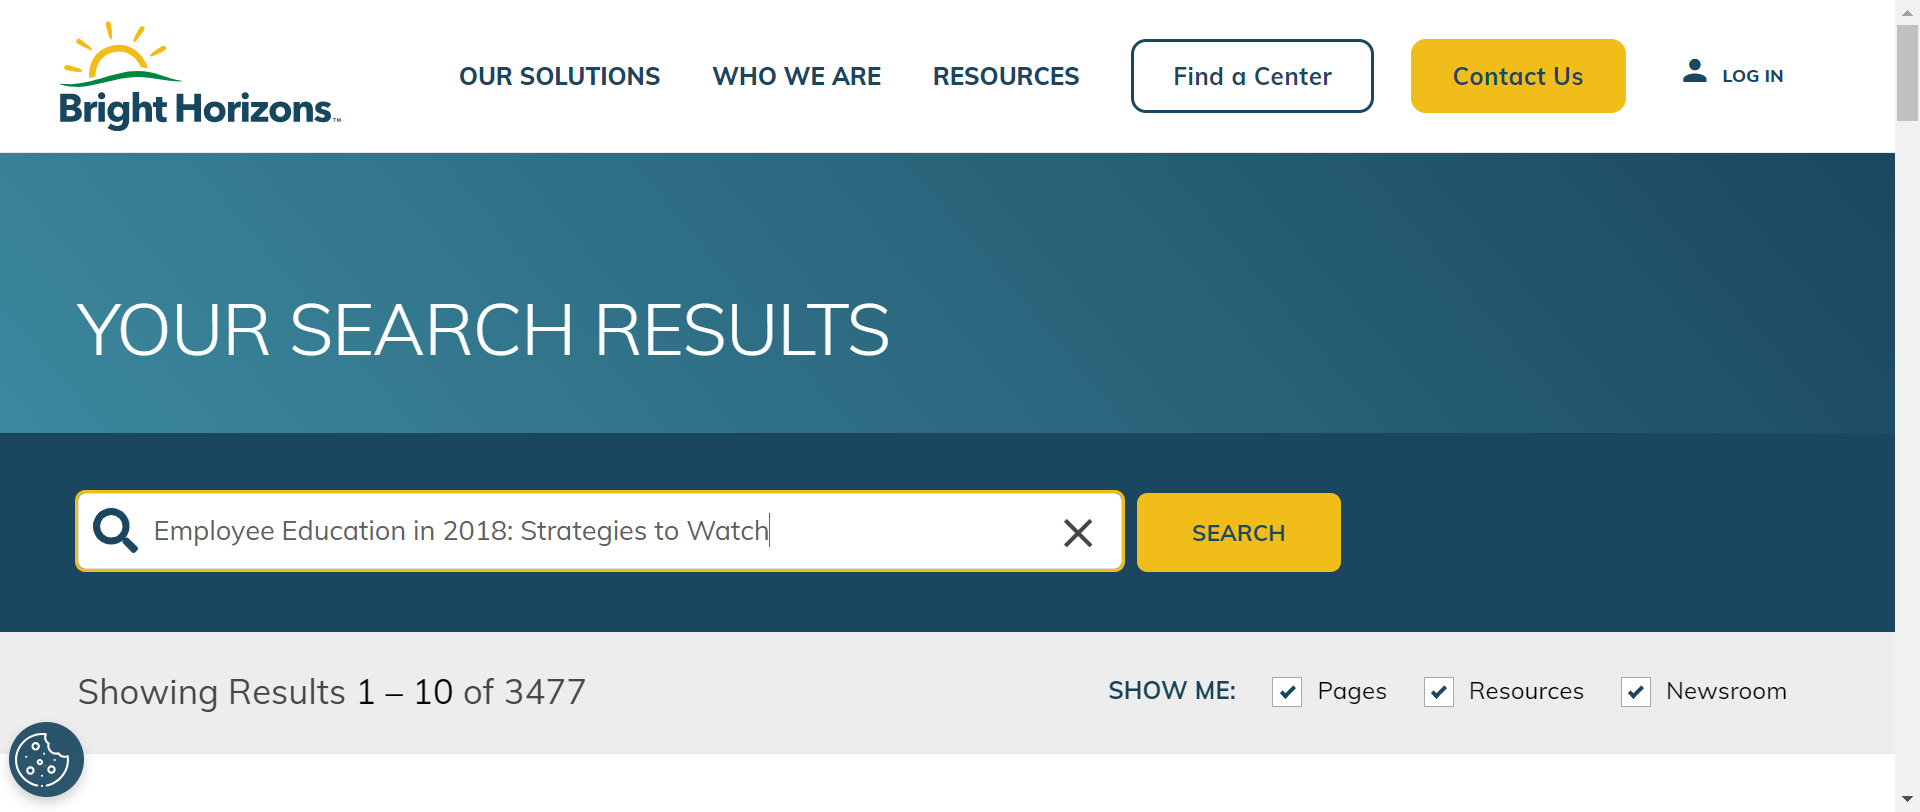 Bright Horizons™
OUR SOLUTIONS
WHO WE ARE
RESOURCES
Find a Center
Contact Us
LOG IN
YOUR SEARCH RESULTS
Employee Education in 2018: Strategies to Watch
SEARCH
Showing Results 1 – 10 of 3477
SHOW ME:
Pages
Resources
Newsroom